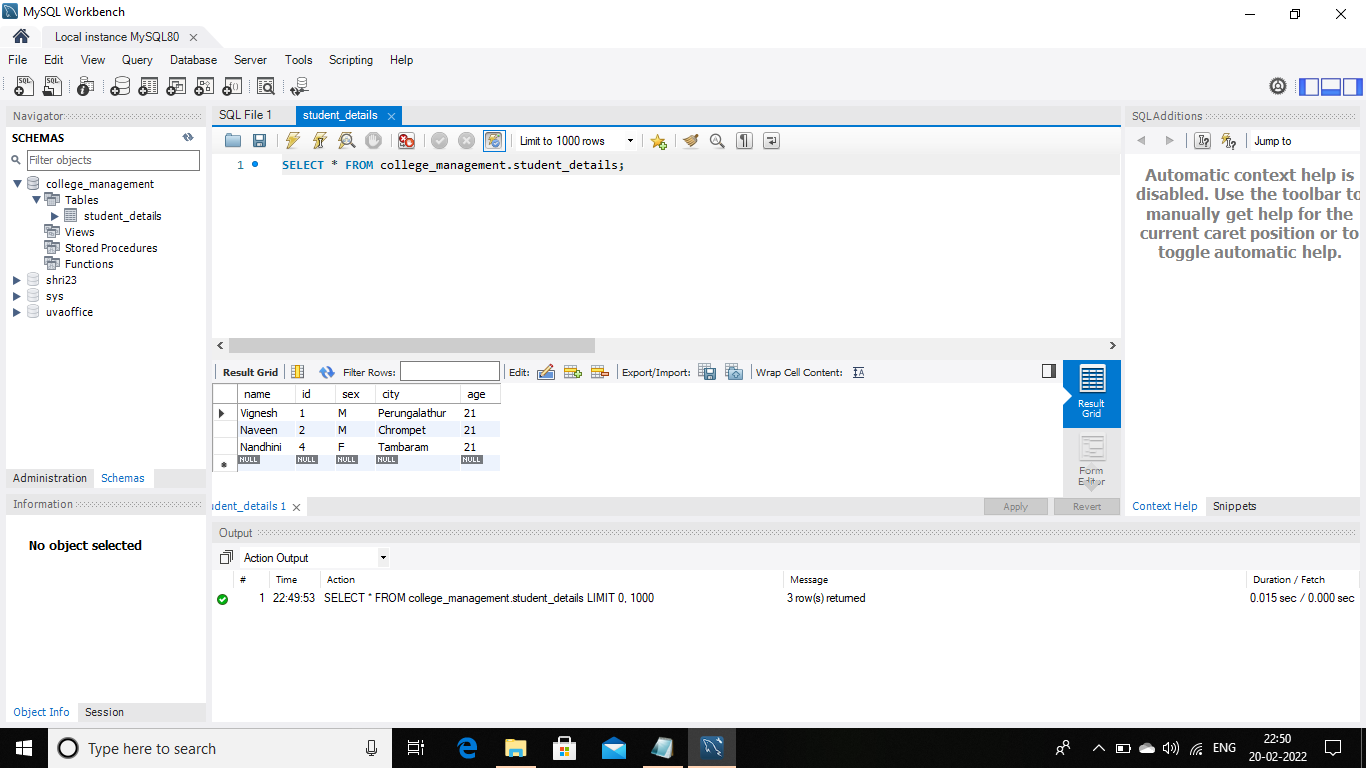 MySQL Workbench
Local instance MySQL80
File Edit View Query Database Server Tools Scripting Help
Navigator
SCHEMAS
Filter objects
college_management
Tables
student_details
Views
Stored Procedures
Functions
shri23
sys
uvaoffice
Administration Schemas
Information
No object selected
Object Info Session
SQL File 1 student_details
Limit to 1000 rows
1 SELECT * FROM college_management.student_details;
Result Grid Filter Rows: Edit: Export/Import: Wrap Cell Content:
name id sex city age
Vignesh 1 M Perungalathur 21
Naveen 2 M Chrompet 21
Nandhini 4 F Tambaram 21
NULL NULL NULL NULL NULL
Result
Grid
Form
Editor
udent_details 1
Apply Revert
SQLAdditions
Jump to
Automatic context help is
disabled. Use the toolbar to
manually get help for the
current caret position or to
toggle automatic help.
Context Help Snippets
Output
Action Output
# Time Action Message Duration / Fetch
1 22:49:53 SELECT * FROM college_management.student_details LIMIT 0, 1000 3 row(s) returned 0.015 sec / 0.000 sec
Type here to search
ENG
22:50
20-02-2022